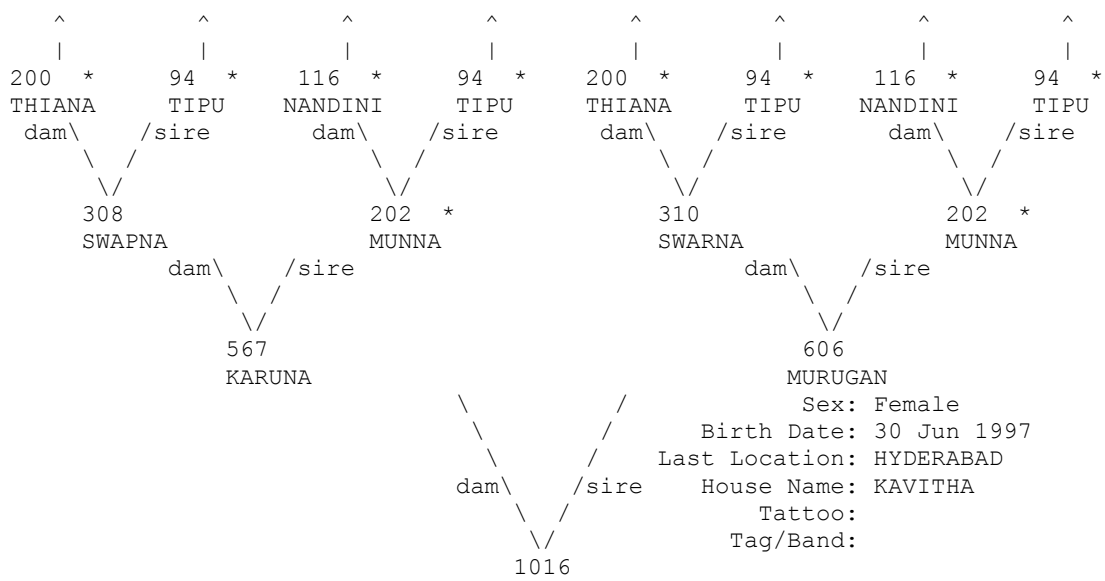 ^ ^ ^ ^ ^ ^ ^ ^
| | | | | | | |
200 * 94 * 116 * 94 * 200 * 94 * 116 * 94 *
THIANA TIPU NANDINI TIPU THIANA TIPU NANDINI TIPU
dam\ /sire dam\ /sire dam\ /sire dam\ /sire
\ / \ / \ / \ /
\/ \/ \/ \/
308 202 * 310 202 *
SWAPNA MUNNA SWARNA MUNNA
dam\ /sire dam\ /sire
\ / \ /
\/ \/
567 606
KARUNA MURUGAN
\ / Sex: Female
\ / Birth Date: 30 Jun 1997
\ / Last Location: HYDERABAD
dam\ /sire House Name: KAVITHA
\ / Tattoo:
\/ Tag/Band:
1016